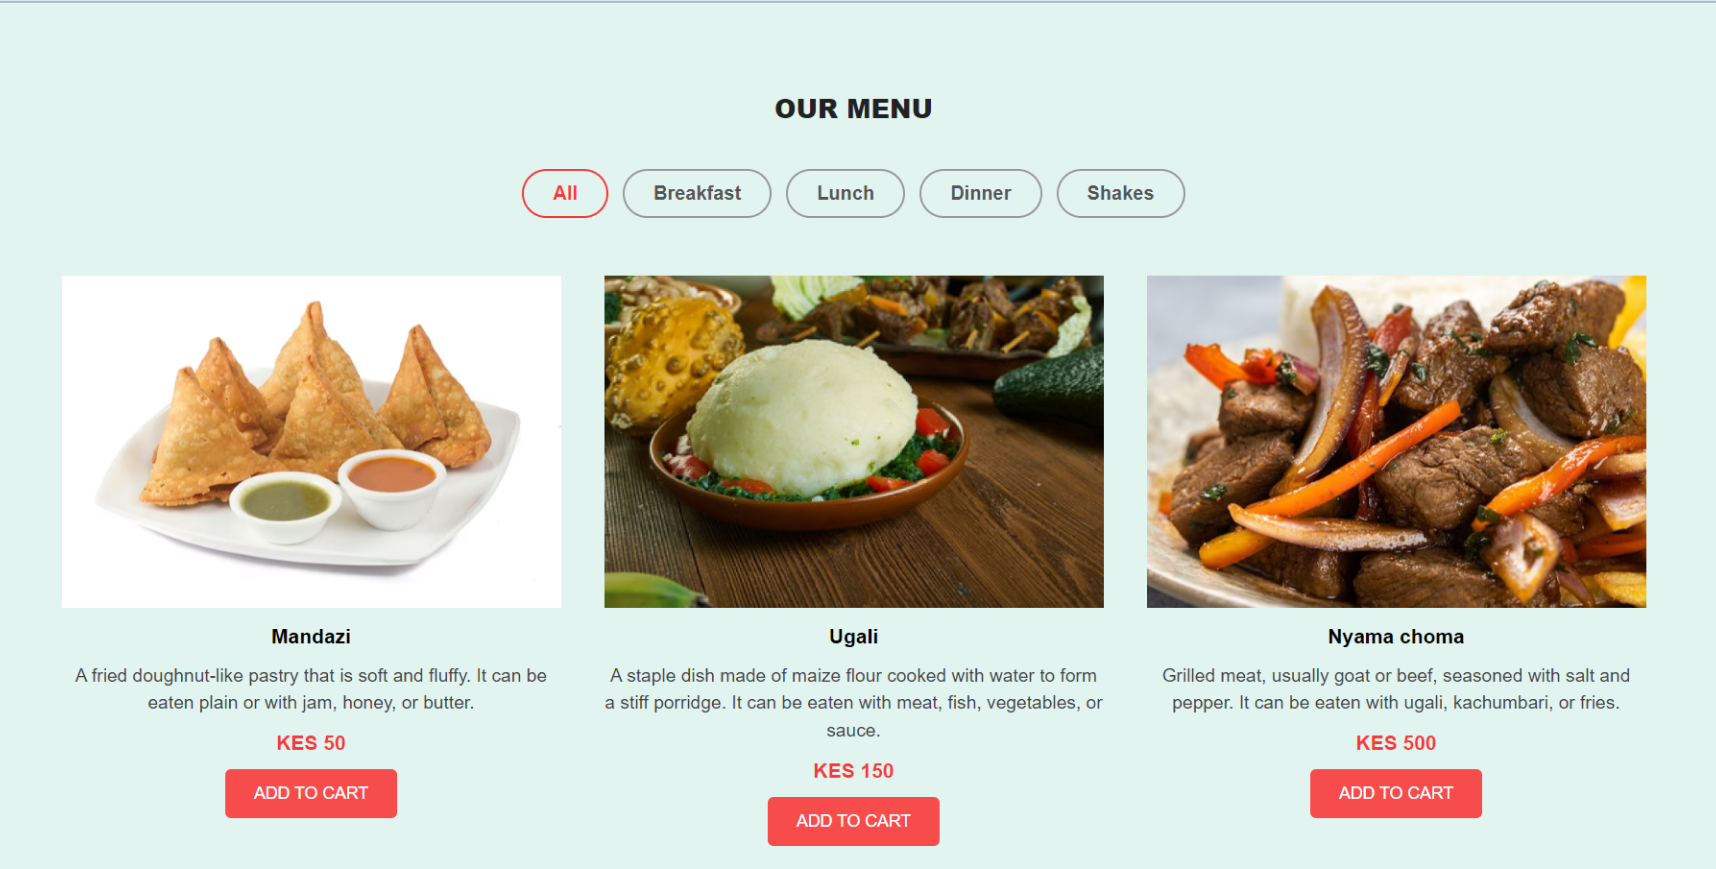 OUR MENU
All
Breakfast
Lunch
Dinner
Shakes
Mandazi
A fried doughnut-like pastry that is soft and fluffy. It can be
eaten plain or with jam, honey, or butter.
KES 50
ADD TO CART
Ugali
A staple dish made of maize flour cooked with water to form
a stiff porridge. It can be eaten with meat, fish, vegetables, or
sauce.
KES 150
ADD TO CART
Nyama choma
Grilled meat, usually goat or beef, seasoned with salt and
pepper. It can be eaten with ugali, kachumbari, or fries.
KES 500
ADD TO CART